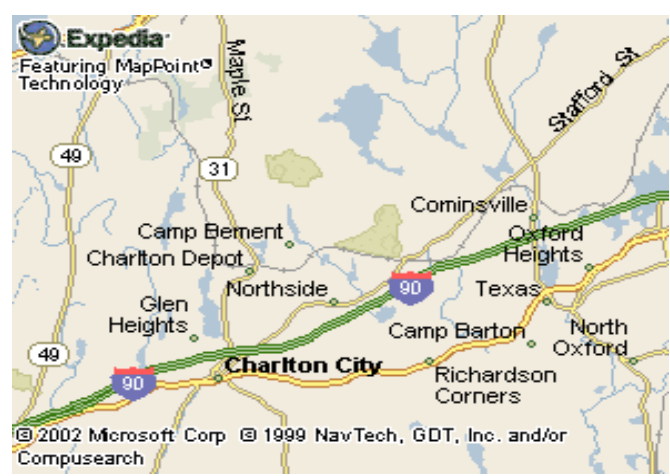 Expedia
Featuring MapPoint®
Technology
Maple St
Stafford St
49
31
Cominsville
Camp Bement
Oxford
Heights
Charlton Depot
90
Northside
Texas
Glen
Heights
Camp Barton
North
Oxford
49
Charlton City
90
Richardson
Corners
© 2002 Microsoft Corp © 1999 NavTech, GDT, Inc. and/or
Compusearch